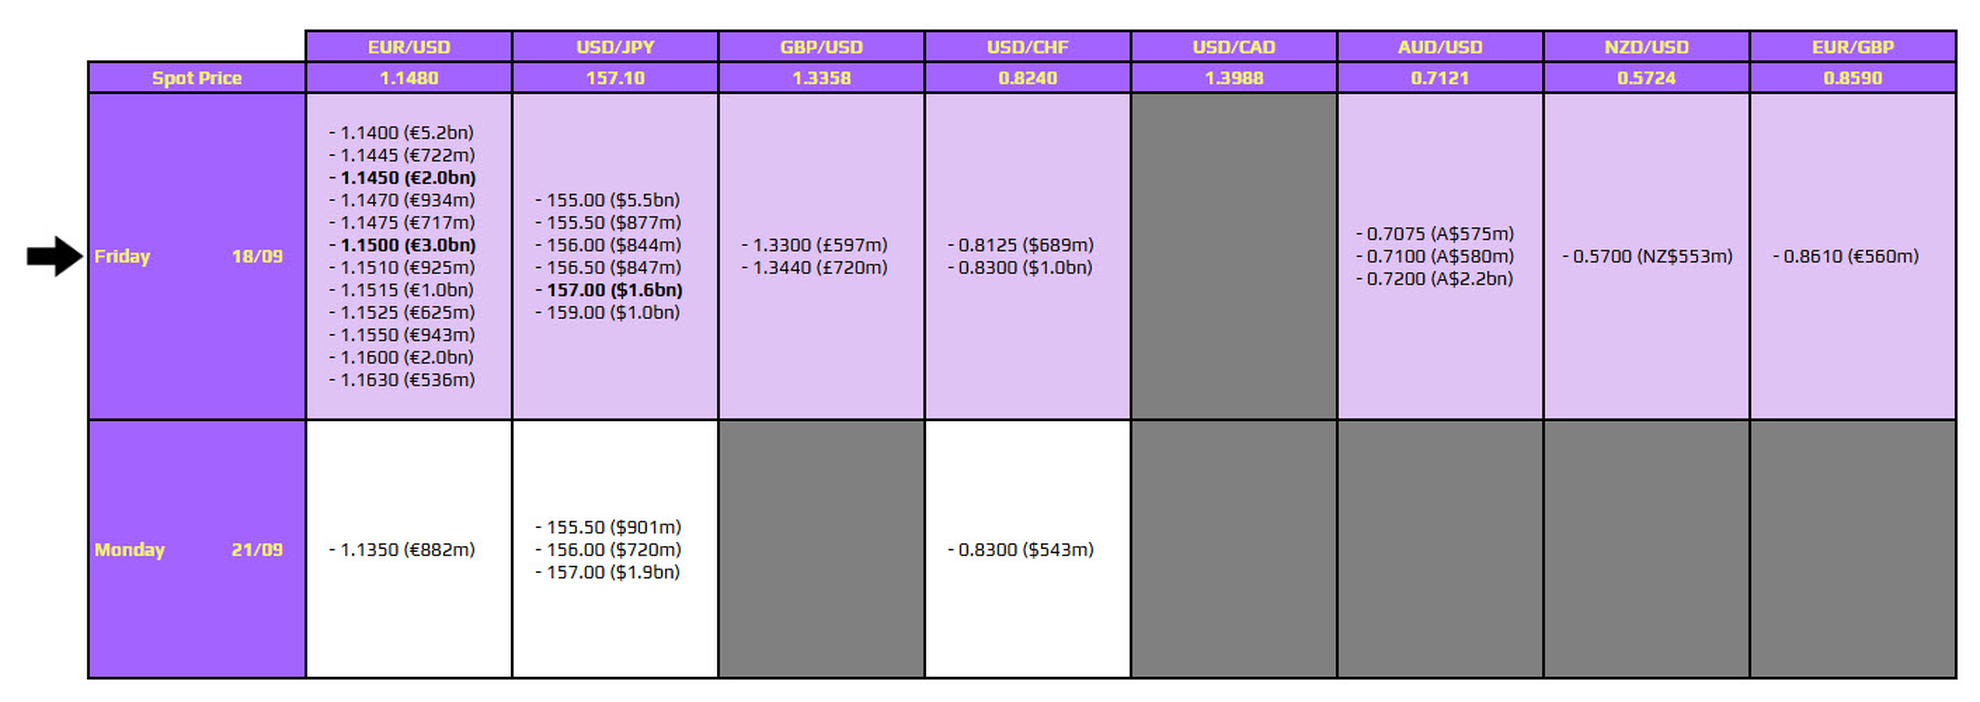 EUR/USD USD/JPY GBP/USD USD/CHF USD/CAD AUD/USD NZD/USD EUR/GBP
Spot Price 1.1480 157.10 1.3358 0.8240 1.3988 0.7121 0.5724 0.8590
Friday 18/09
- 1.1400 (€5.2bn)
- 1.1445 (€722m)
- 1.1450 (€2.0bn)
- 1.1470 (€934m)
- 1.1475 (€717m)
- 1.1500 (€3.0bn)
- 1.1510 (€925m)
- 1.1515 (€1.0bn)
- 1.1525 (€625m)
- 1.1550 (€943m)
- 1.1600 (€2.0bn)
- 1.1630 (€536m)
- 155.00 ($5.5bn)
- 155.50 ($877m)
- 156.00 ($844m)
- 156.50 ($847m)
- 157.00 ($1.6bn)
- 159.00 ($1.0bn)
- 1.3300 (£597m)
- 1.3440 (£720m)
- 0.8125 ($689m)
- 0.8300 ($1.0bn)
- 0.7075 (A$575m)
- 0.7100 (A$580m)
- 0.7200 (A$2.2bn)
- 0.5700 (NZ$553m)
- 0.8610 (€560m)
Monday 21/09
- 1.1350 (€882m)
- 155.50 ($901m)
- 156.00 ($720m)
- 157.00 ($1.9bn)
- 0.8300 ($543m)